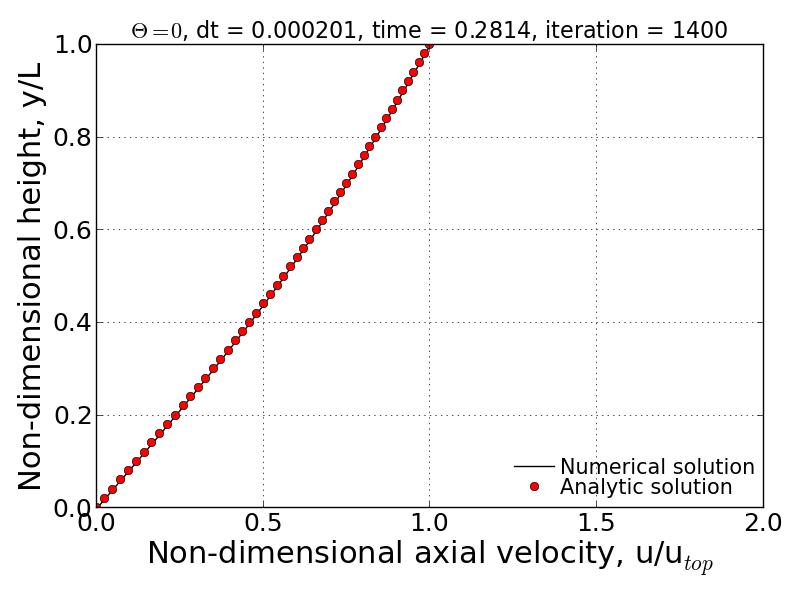 Θ=0, dt = 0.000201, time = 0.2814, iteration = 1400
Non-dimensional height, y/L
1.0
0.8
0.6
0.4
0.2
0.0
Numerical solution
Analytic solution
0.0 0.5 1.0 1.5 2.0
Non-dimensional axial velocity, u/u_top